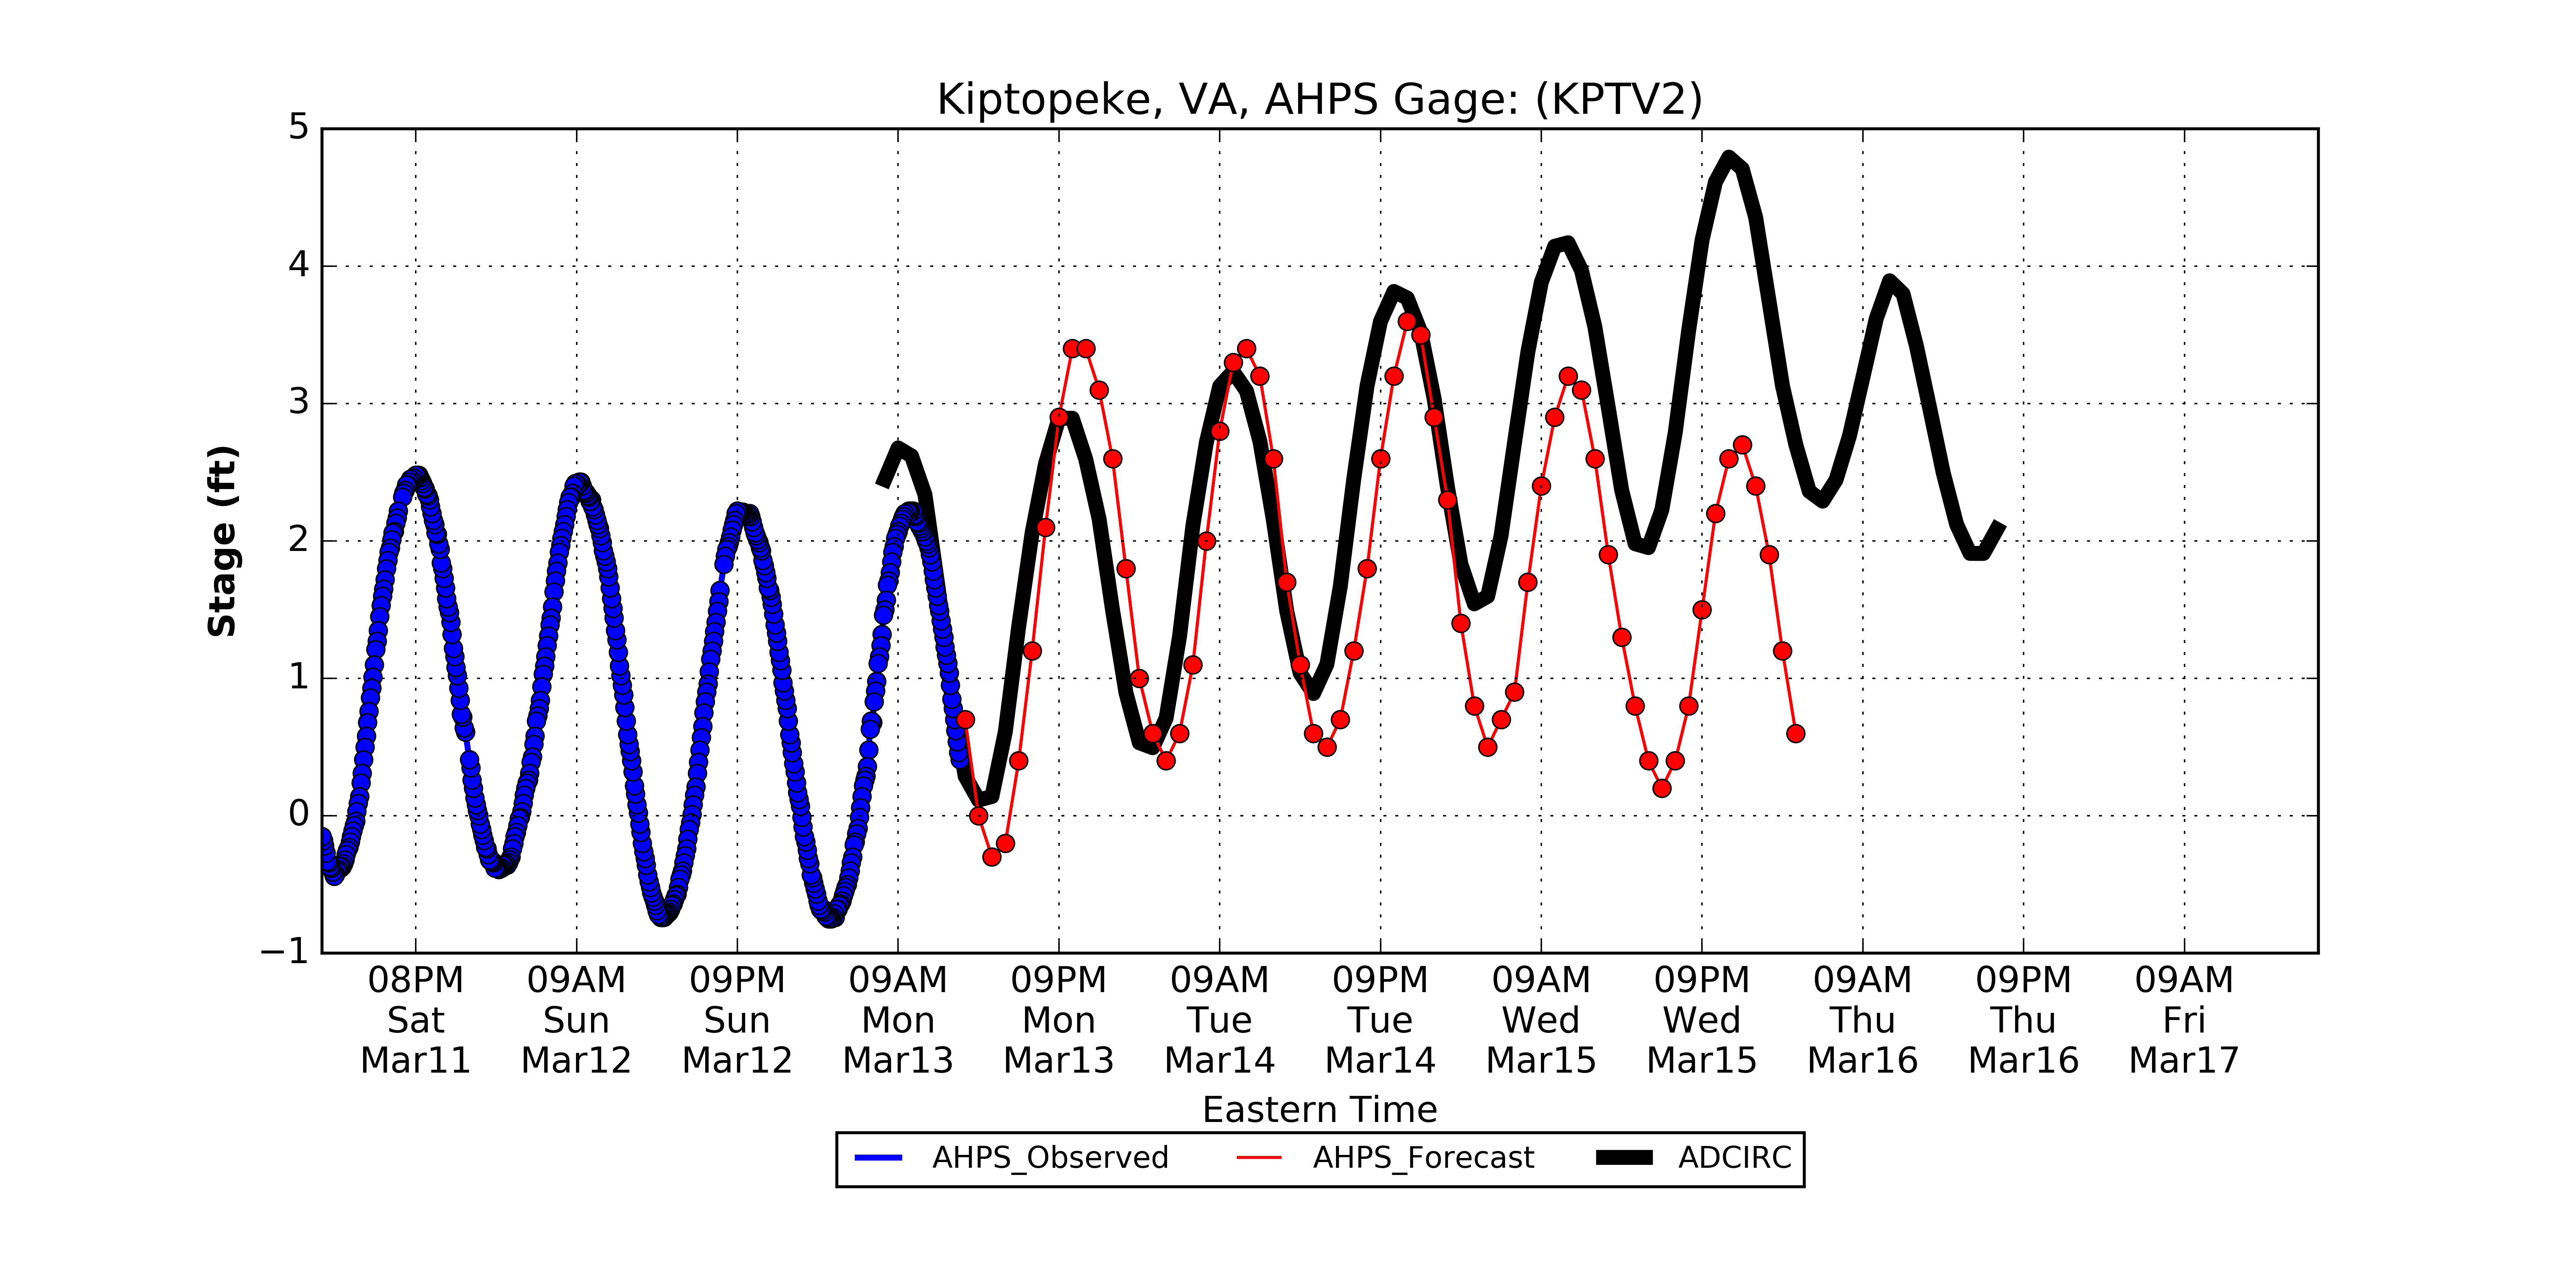 Kiptopeke, VA, AHPS Gage: (KPTV2)
5
4
3
2
1
0
−1
Stage (ft)
08PM 09AM 09PM 09AM 09PM 09AM 09PM 09AM 09PM 09AM 09PM 09AM
Sat Sun Sun Mon Mon Tue Tue Wed Wed Thu Thu Fri
Mar11 Mar12 Mar12 Mar13 Mar13 Mar14 Mar14 Mar15 Mar15 Mar16 Mar16 Mar17
Eastern Time
AHPS_Observed AHPS_Forecast ADCIRC